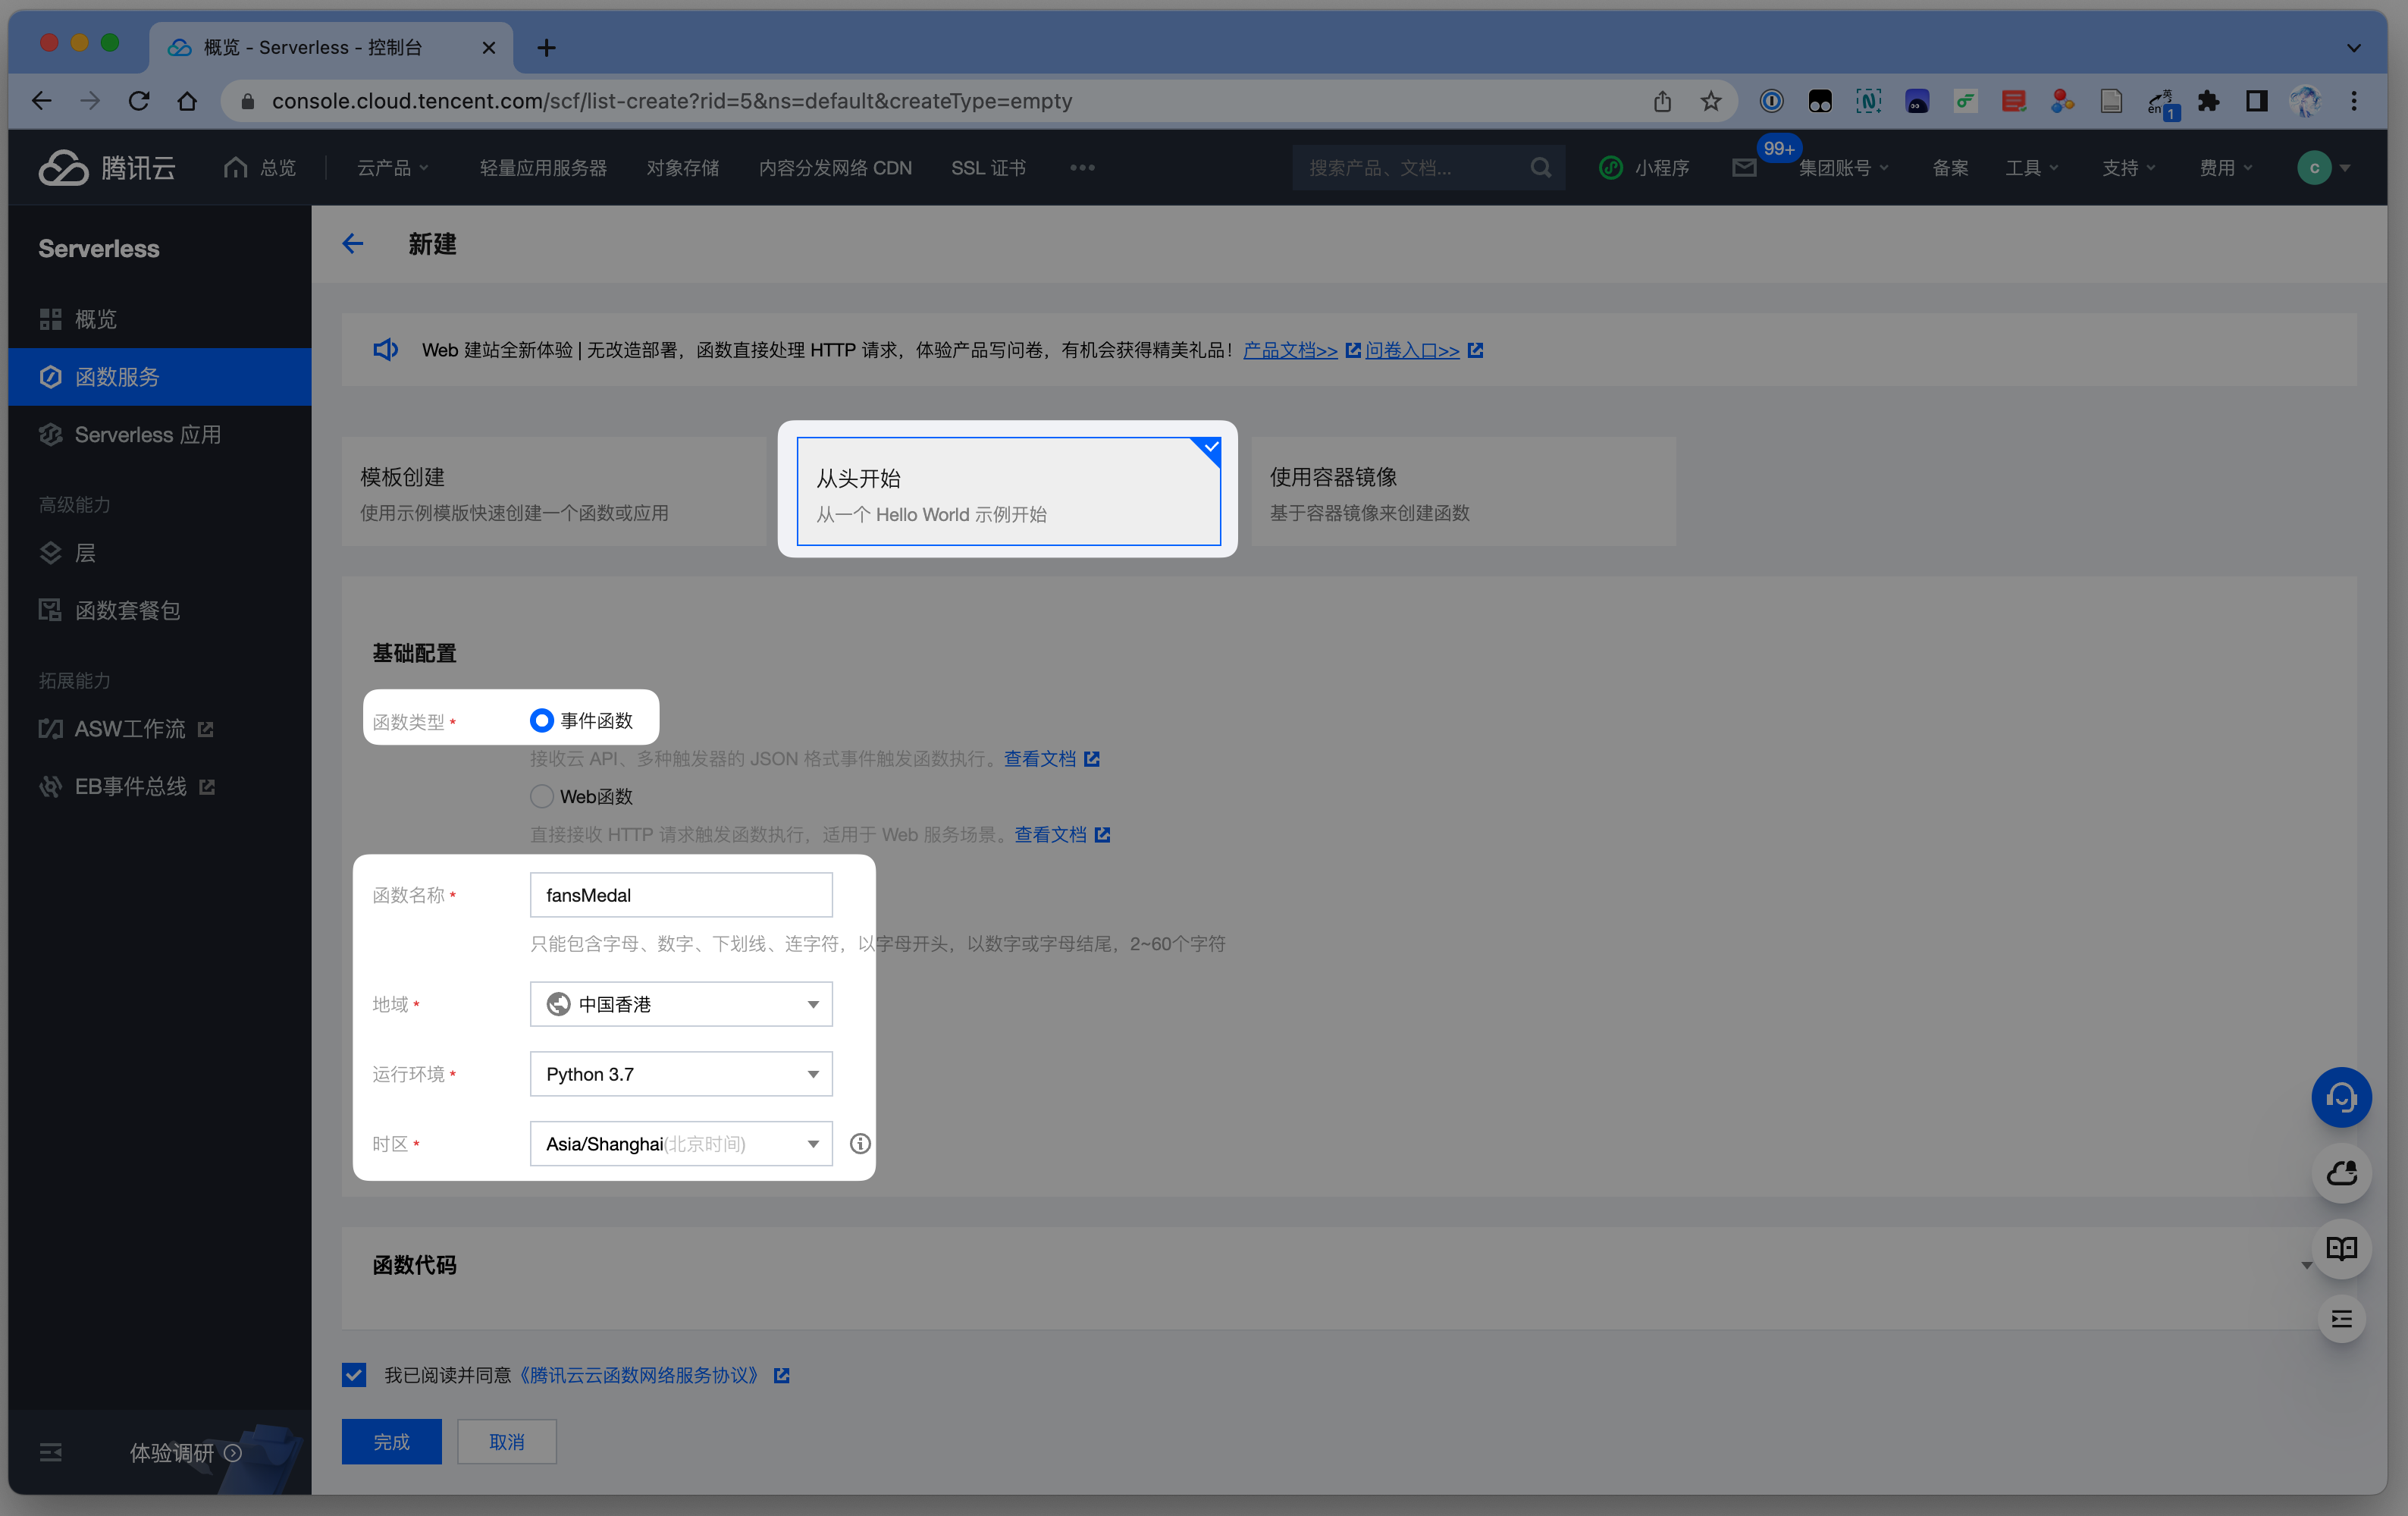 概览 - Serverless - 控制台
console.cloud.tencent.com/scf/list-create?rid=5&ns=default&createType=empty
英
en 1
腾讯云
总览
云产品
轻量应用服务器
对象存储
内容分发网络 CDN
SSL 证书
搜索产品、文档...
小程序
99+
集团账号
备案
工具
支持
费用
c
Serverless
概览
函数服务
Serverless 应用
高级能力
层
函数套餐包
拓展能力
ASW工作流
EB事件总线
体验调研
新建
Web 建站全新体验 | 无改造部署，函数直接处理 HTTP 请求，体验产品写问卷，有机会获得精美礼品！产品文档>> 问卷入口>>
模板创建
使用示例模版快速创建一个函数或应用
从头开始
从一个 Hello World 示例开始
使用容器镜像
基于容器镜像来创建函数
基础配置
函数类型 * 事件函数
接收云 API、多种触发器的 JSON 格式事件触发函数执行。查看文档
Web函数
直接接收 HTTP 请求触发函数执行，适用于 Web 服务场景。查看文档
函数名称 * fansMedal
只能包含字母、数字、下划线、连字符，以字母开头，以数字或字母结尾，2~60个字符
地域 * 中国香港
运行环境 * Python 3.7
时区 * Asia/Shanghai(北京时间)
函数代码
我已阅读并同意《腾讯云云函数网络服务协议》
完成
取消